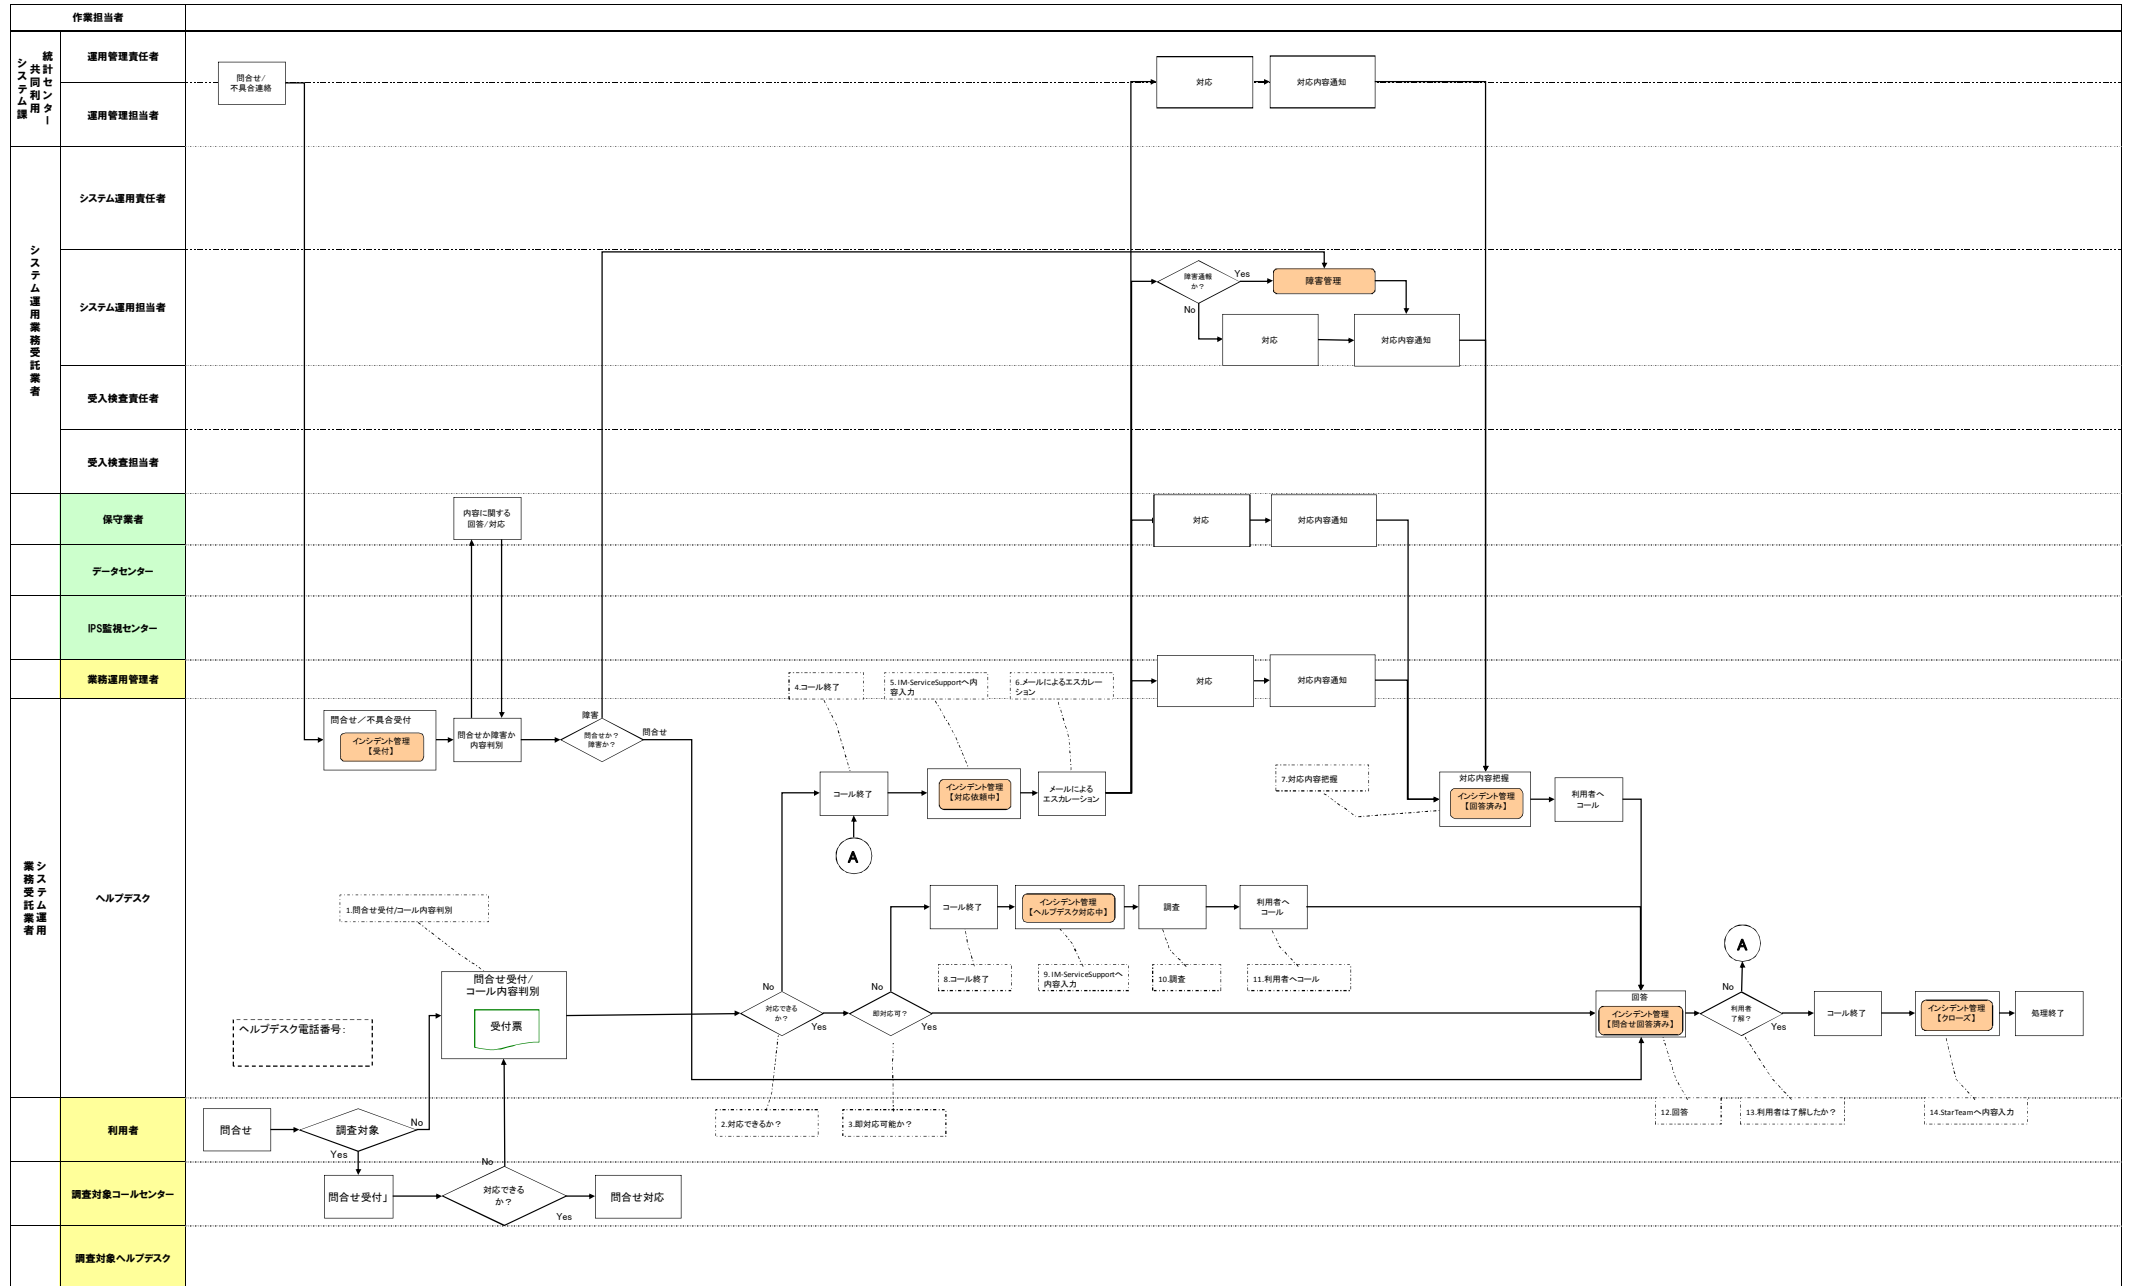 作業担当者
統計センター
共同利用
システム課
運用管理責任者
運用管理担当者
問合せ/
不具合連絡
対応
対応内容通知
システム運用業務受託業者
システム運用責任者
システム運用担当者
障害通報
か？
Yes
No
障害管理
対応
対応内容通知
受入検査責任者
受入検査担当者
保守業者
内容に関する
回答/対応
対応
対応内容通知
データセンター
IPS監視センター
業務運用管理者
対応
対応内容通知
4.コール終了
5. IM-ServiceSupportへ内
容入力
6.メールによるエスカレー
ション
システム運用
業務受託業者
ヘルプデスク
問合せ／不具合受付
インシデント管理
【受付】
問合せか障害か
内容判別
障害
問合せか？
障害か？
問合せ
コール終了
インシデント管理
【対応依頼中】
メールによる
エスカレーション
A
7.対応内容把握
対応内容把握
インシデント管理
【回答済み】
利用者へ
コール
1.問合せ受付/コール内容判別
問合せ受付/
コール内容判別
受付票
ヘルプデスク電話番号：
コール終了
インシデント管理
【ヘルプデスク対応中】
調査
利用者へ
コール
8.コール終了
9. IM-ServiceSupportへ
内容入力
10.調査
11.利用者へコール
No
対応できる
か？
Yes
No
即対応可？
Yes
回答
インシデント管理
【問合せ回答済み】
A
No
利用者
了解？
Yes
コール終了
インシデント管理
【クローズ】
処理終了
2.対応できるか？
3.即対応可能か？
12.回答
13.利用者は了解したか？
14.StarTeamへ内容入力
利用者
問合せ
調査対象
No
Yes
調査対象コールセンター
問合せ受付」
No
対応できる
か？
Yes
問合せ対応
調査対象ヘルプデスク